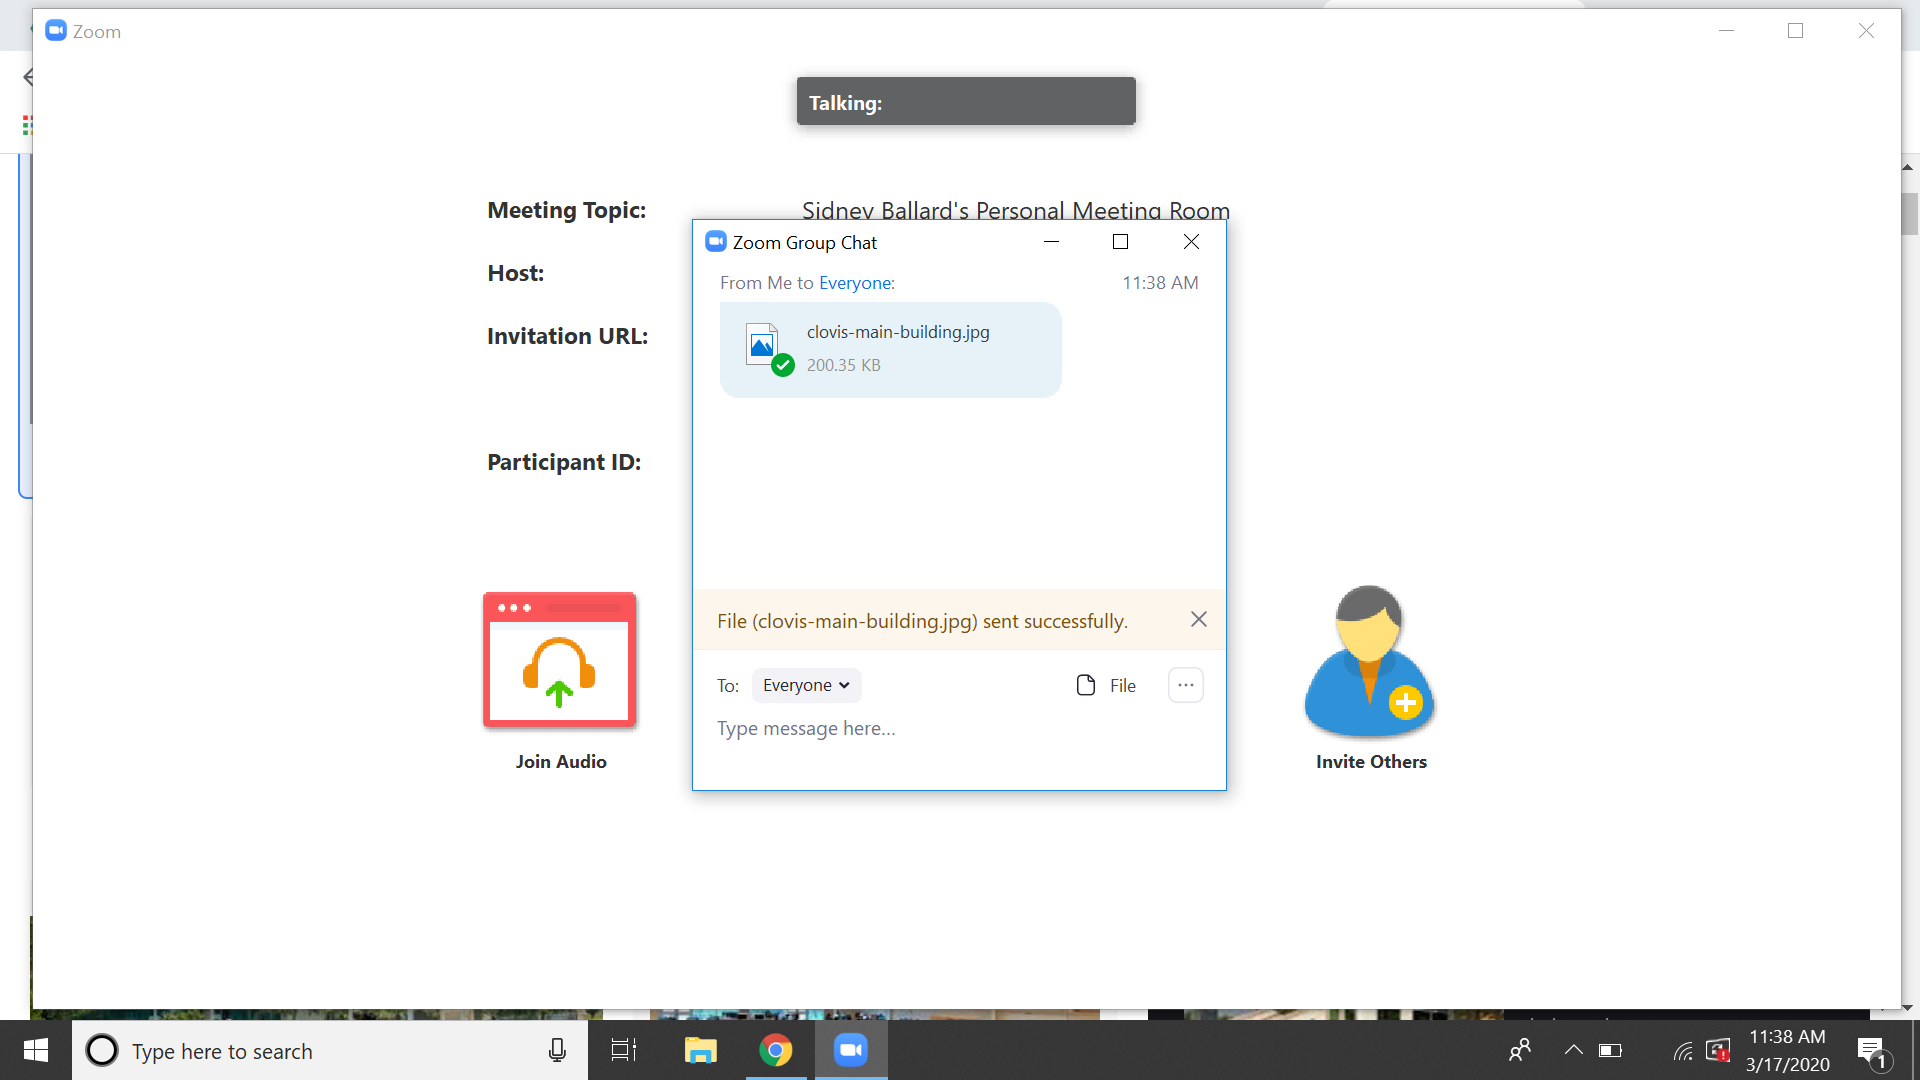 Zoom
Talking:
Meeting Topic:
Sidney Ballard's Personal Meeting Room
Host:
Invitation URL:
Participant ID:
Join Audio
Invite Others
Zoom Group Chat
From Me to Everyone:
11:38 AM
clovis-main-building.jpg
200.35 KB
File (clovis-main-building.jpg) sent successfully.
To: Everyone
File
Type message here...
Type here to search
11:38 AM
3/17/2020
1